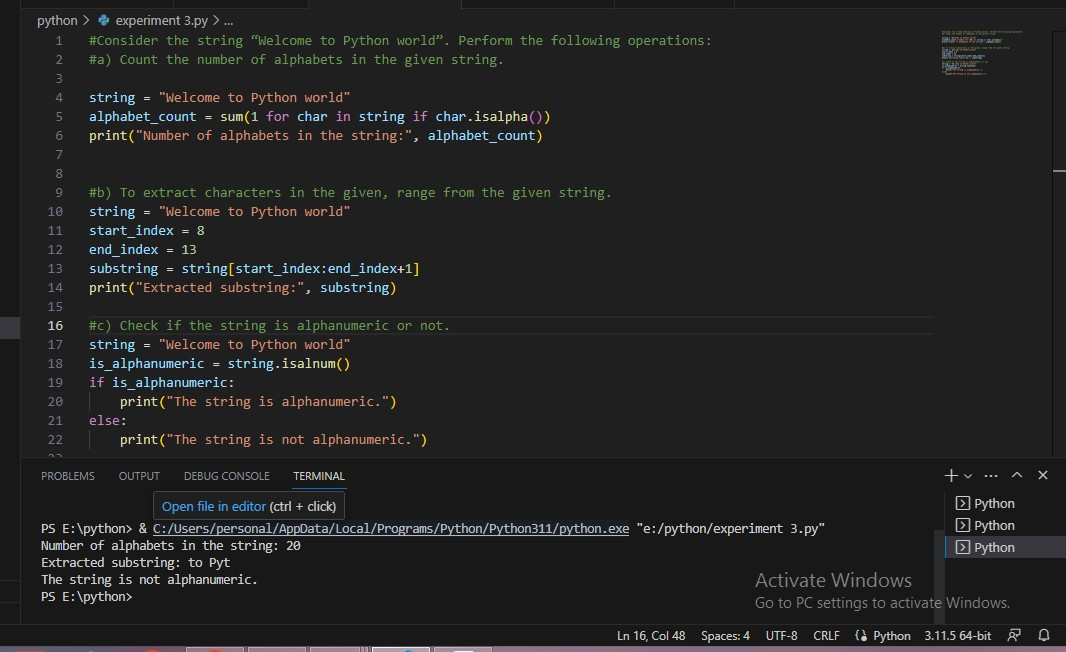 python > experiment 3.py > ...
1 #Consider the string “Welcome to Python world”. Perform the following operations:
2 #a) Count the number of alphabets in the given string.
3
4 string = "Welcome to Python world"
5 alphabet_count = sum(1 for char in string if char.isalpha())
6 print("Number of alphabets in the string:", alphabet_count)
7
8
9 #b) To extract characters in the given, range from the given string.
10 string = "Welcome to Python world"
11 start_index = 8
12 end_index = 13
13 substring = string[start_index:end_index+1]
14 print("Extracted substring:", substring)
15
16 #c) Check if the string is alphanumeric or not.
17 string = "Welcome to Python world"
18 is_alphanumeric = string.isalnum()
19 if is_alphanumeric:
20     print("The string is alphanumeric.")
21 else:
22     print("The string is not alphanumeric.")
PROBLEMS OUTPUT DEBUG CONSOLE TERMINAL
Open file in editor (ctrl + click)
PS E:\python> & C:/Users/personal/AppData/Local/Programs/Python/Python311/python.exe "e:/python/experiment 3.py"
Number of alphabets in the string: 20
Extracted substring: to Pyt
The string is not alphanumeric.
PS E:\python>
Python
Python
Python
Activate Windows
Go to PC settings to activate Windows.
Ln 16, Col 48 Spaces: 4 UTF-8 CRLF Python 3.11.5 64-bit